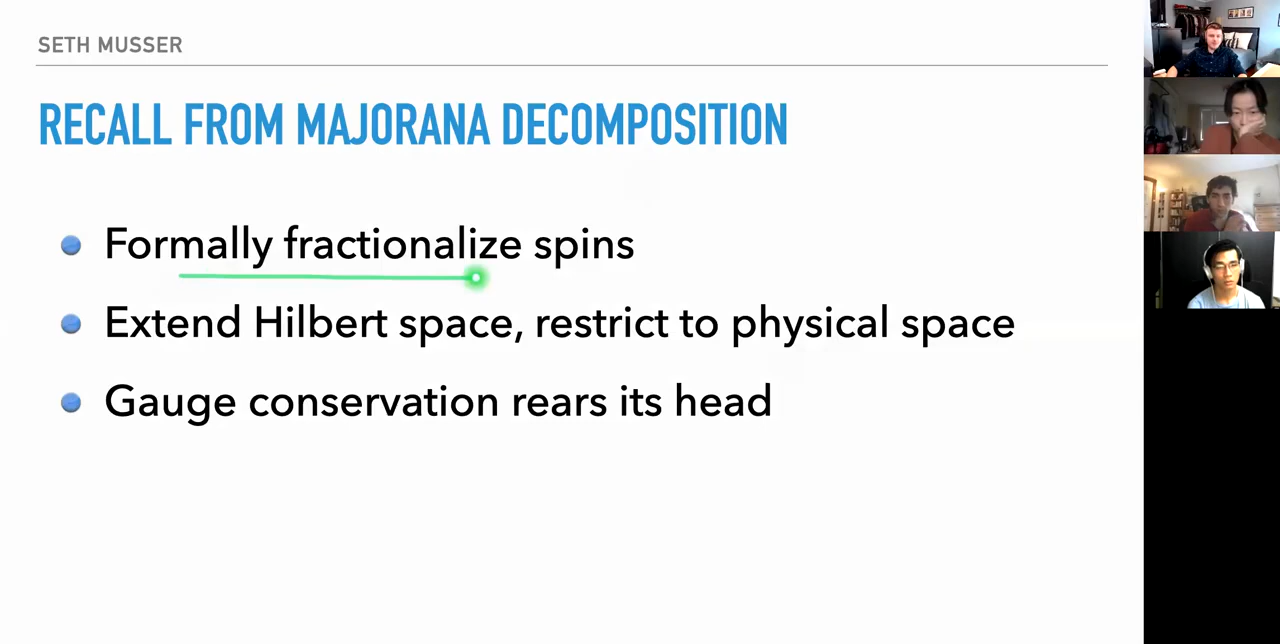 SETH MUSSER
RECALL FROM MAJORANA DECOMPOSITION
Formally fractionalize spins
Extend Hilbert space, restrict to physical space
Gauge conservation rears its head